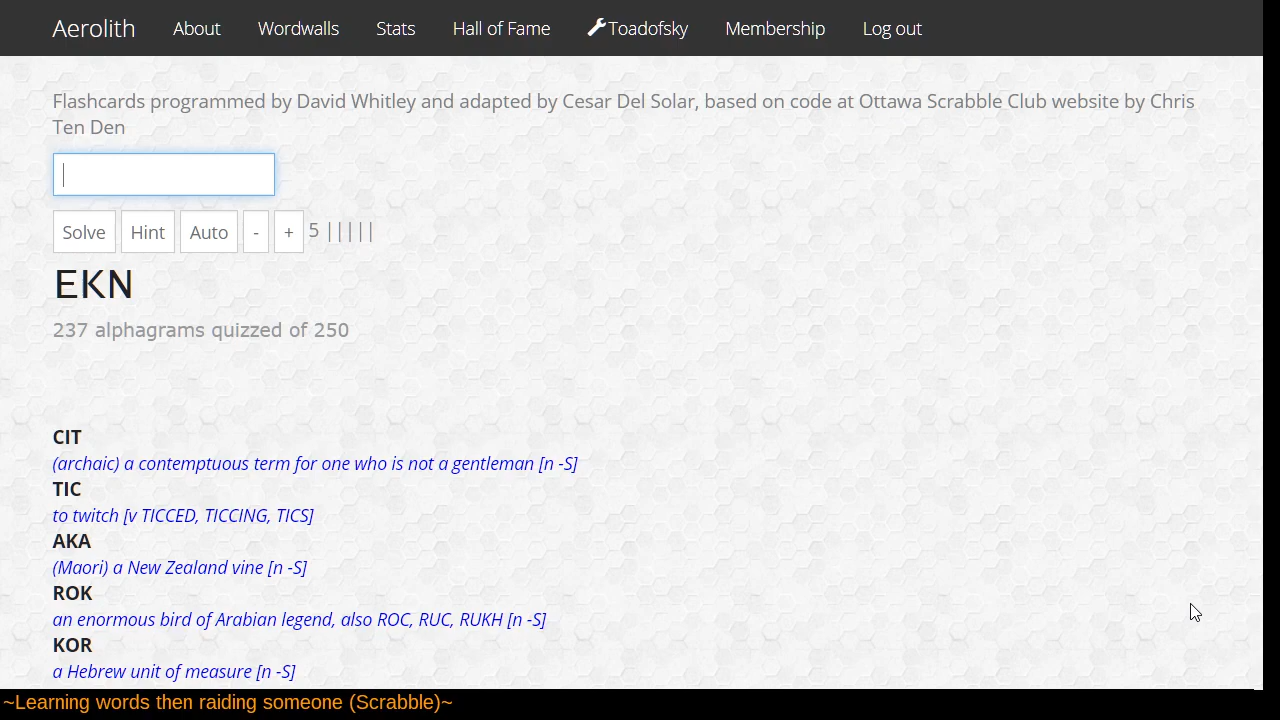 Aerolith About Wordwalls Stats Hall of Fame Toadofsky Membership Log out
Flashcards programmed by David Whitley and adapted by Cesar Del Solar, based on code at Ottawa Scrabble Club website by Chris
Ten Den
Solve Hint Auto - + 5 |||||
EKN
237 alphagrams quizzed of 250
CIT
(archaic) a contemptuous term for one who is not a gentleman [n -S]
TIC
to twitch [v TICCED, TICCING, TICS]
AKA
(Maori) a New Zealand vine [n -S]
ROK
an enormous bird of Arabian legend, also ROC, RUC, RUKH [n -S]
KOR
a Hebrew unit of measure [n -S]
~Learning words then raiding someone (Scrabble)~